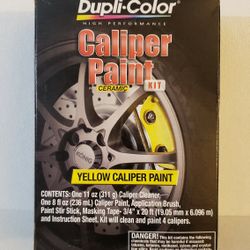 Dupli-Color
HIGH PERFORMANCE
Caliper
Paint
CERAMIC
KIT
YELLOW CALIPER PAINT
CONTENTS: One 11 oz (311 g) Caliper Cleaner,
One 8 fl oz (236 mL) Caliper Paint, Application Brush,
Paint Stir Stick, Masking Tape- 3/4" x 20 ft (19.05 mm x 6.096 m)
and Instruction Sheet. Kit will clean and paint 4 calipers.
DANGER!